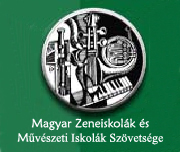 Magyar Zeneiskolák és
Művészeti Iskolák Szövetsége